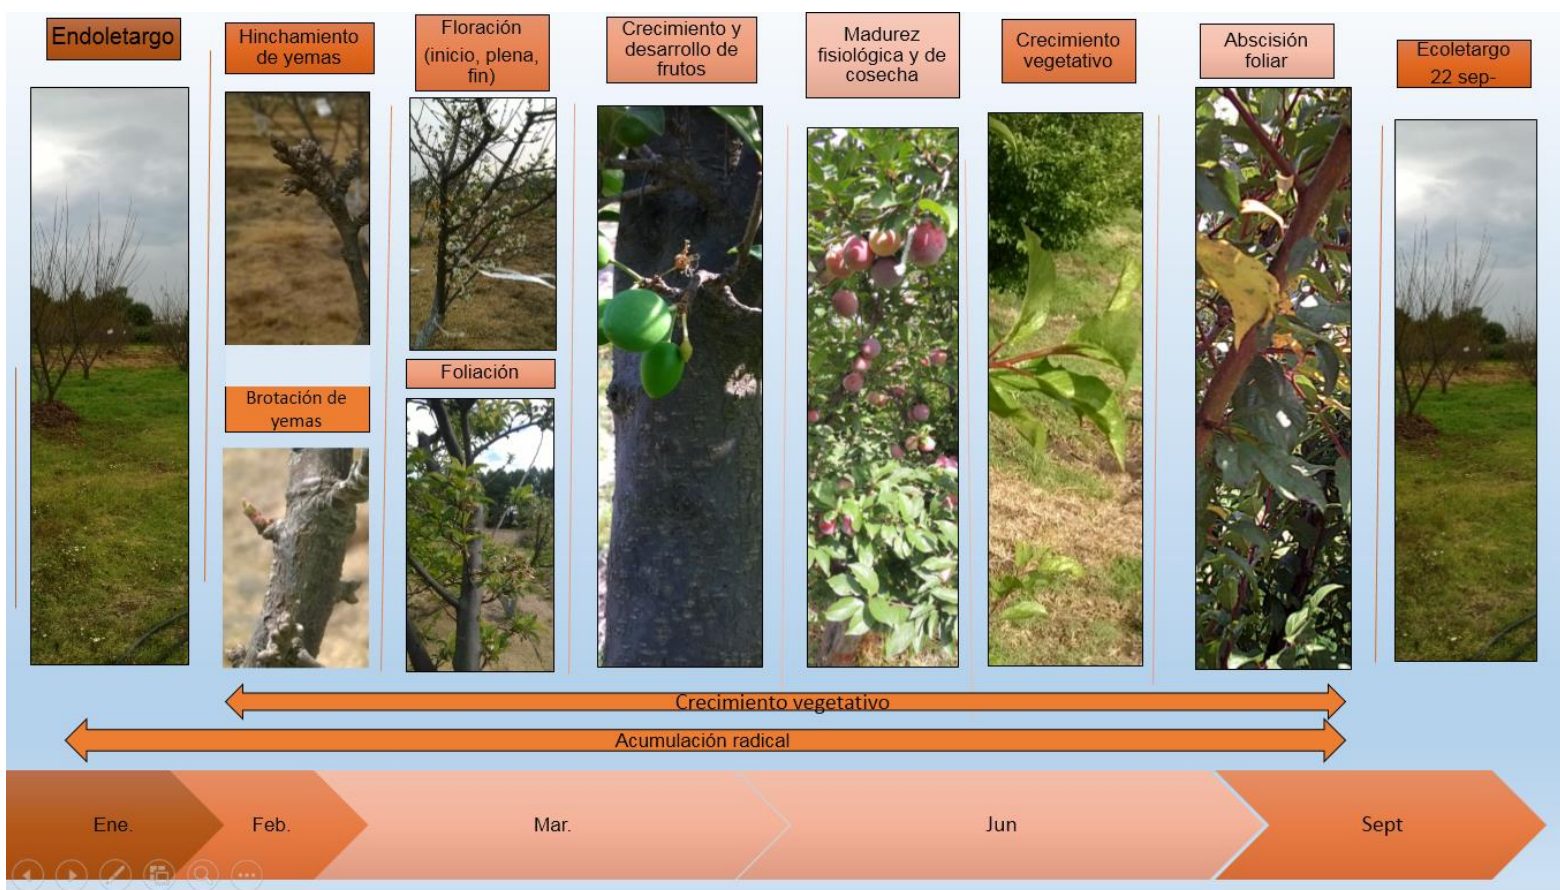 Endoletargo
Hinchamiento
de yemas
Brotación de
yemas
Floración
(inicio, plena,
fin)
Foliación
Crecimiento y
desarrollo de
frutos
Madurez
fisiológica y de
cosecha
Crecimiento
vegetativo
Abscisión
foliar
Ecoletargo
22 sep-
Crecimiento vegetativo
Acumulación radical
Ene.
Feb.
Mar.
Jun
Sept